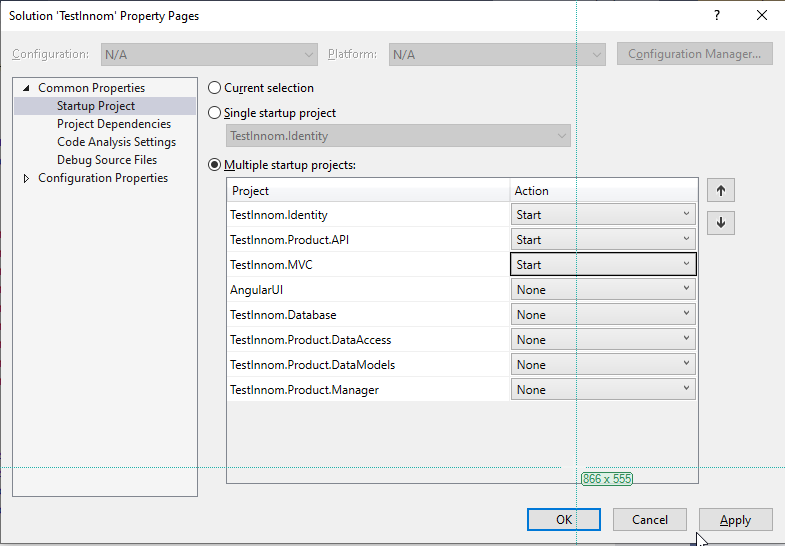 Solution 'TestInnom' Property Pages
?
Configuration: N/A Platform: N/A Configuration Manager...
Common Properties
Startup Project
Project Dependencies
Code Analysis Settings
Debug Source Files
Configuration Properties
Current selection
Single startup project
TestInnom.Identity
Multiple startup projects:
Project Action
TestInnom.Identity Start
TestInnom.Product.API Start
TestInnom.MVC Start
AngularUI None
TestInnom.Database None
TestInnom.Product.DataAccess None
TestInnom.Product.DataModels None
TestInnom.Product.Manager None
866 x 555
OK Cancel Apply